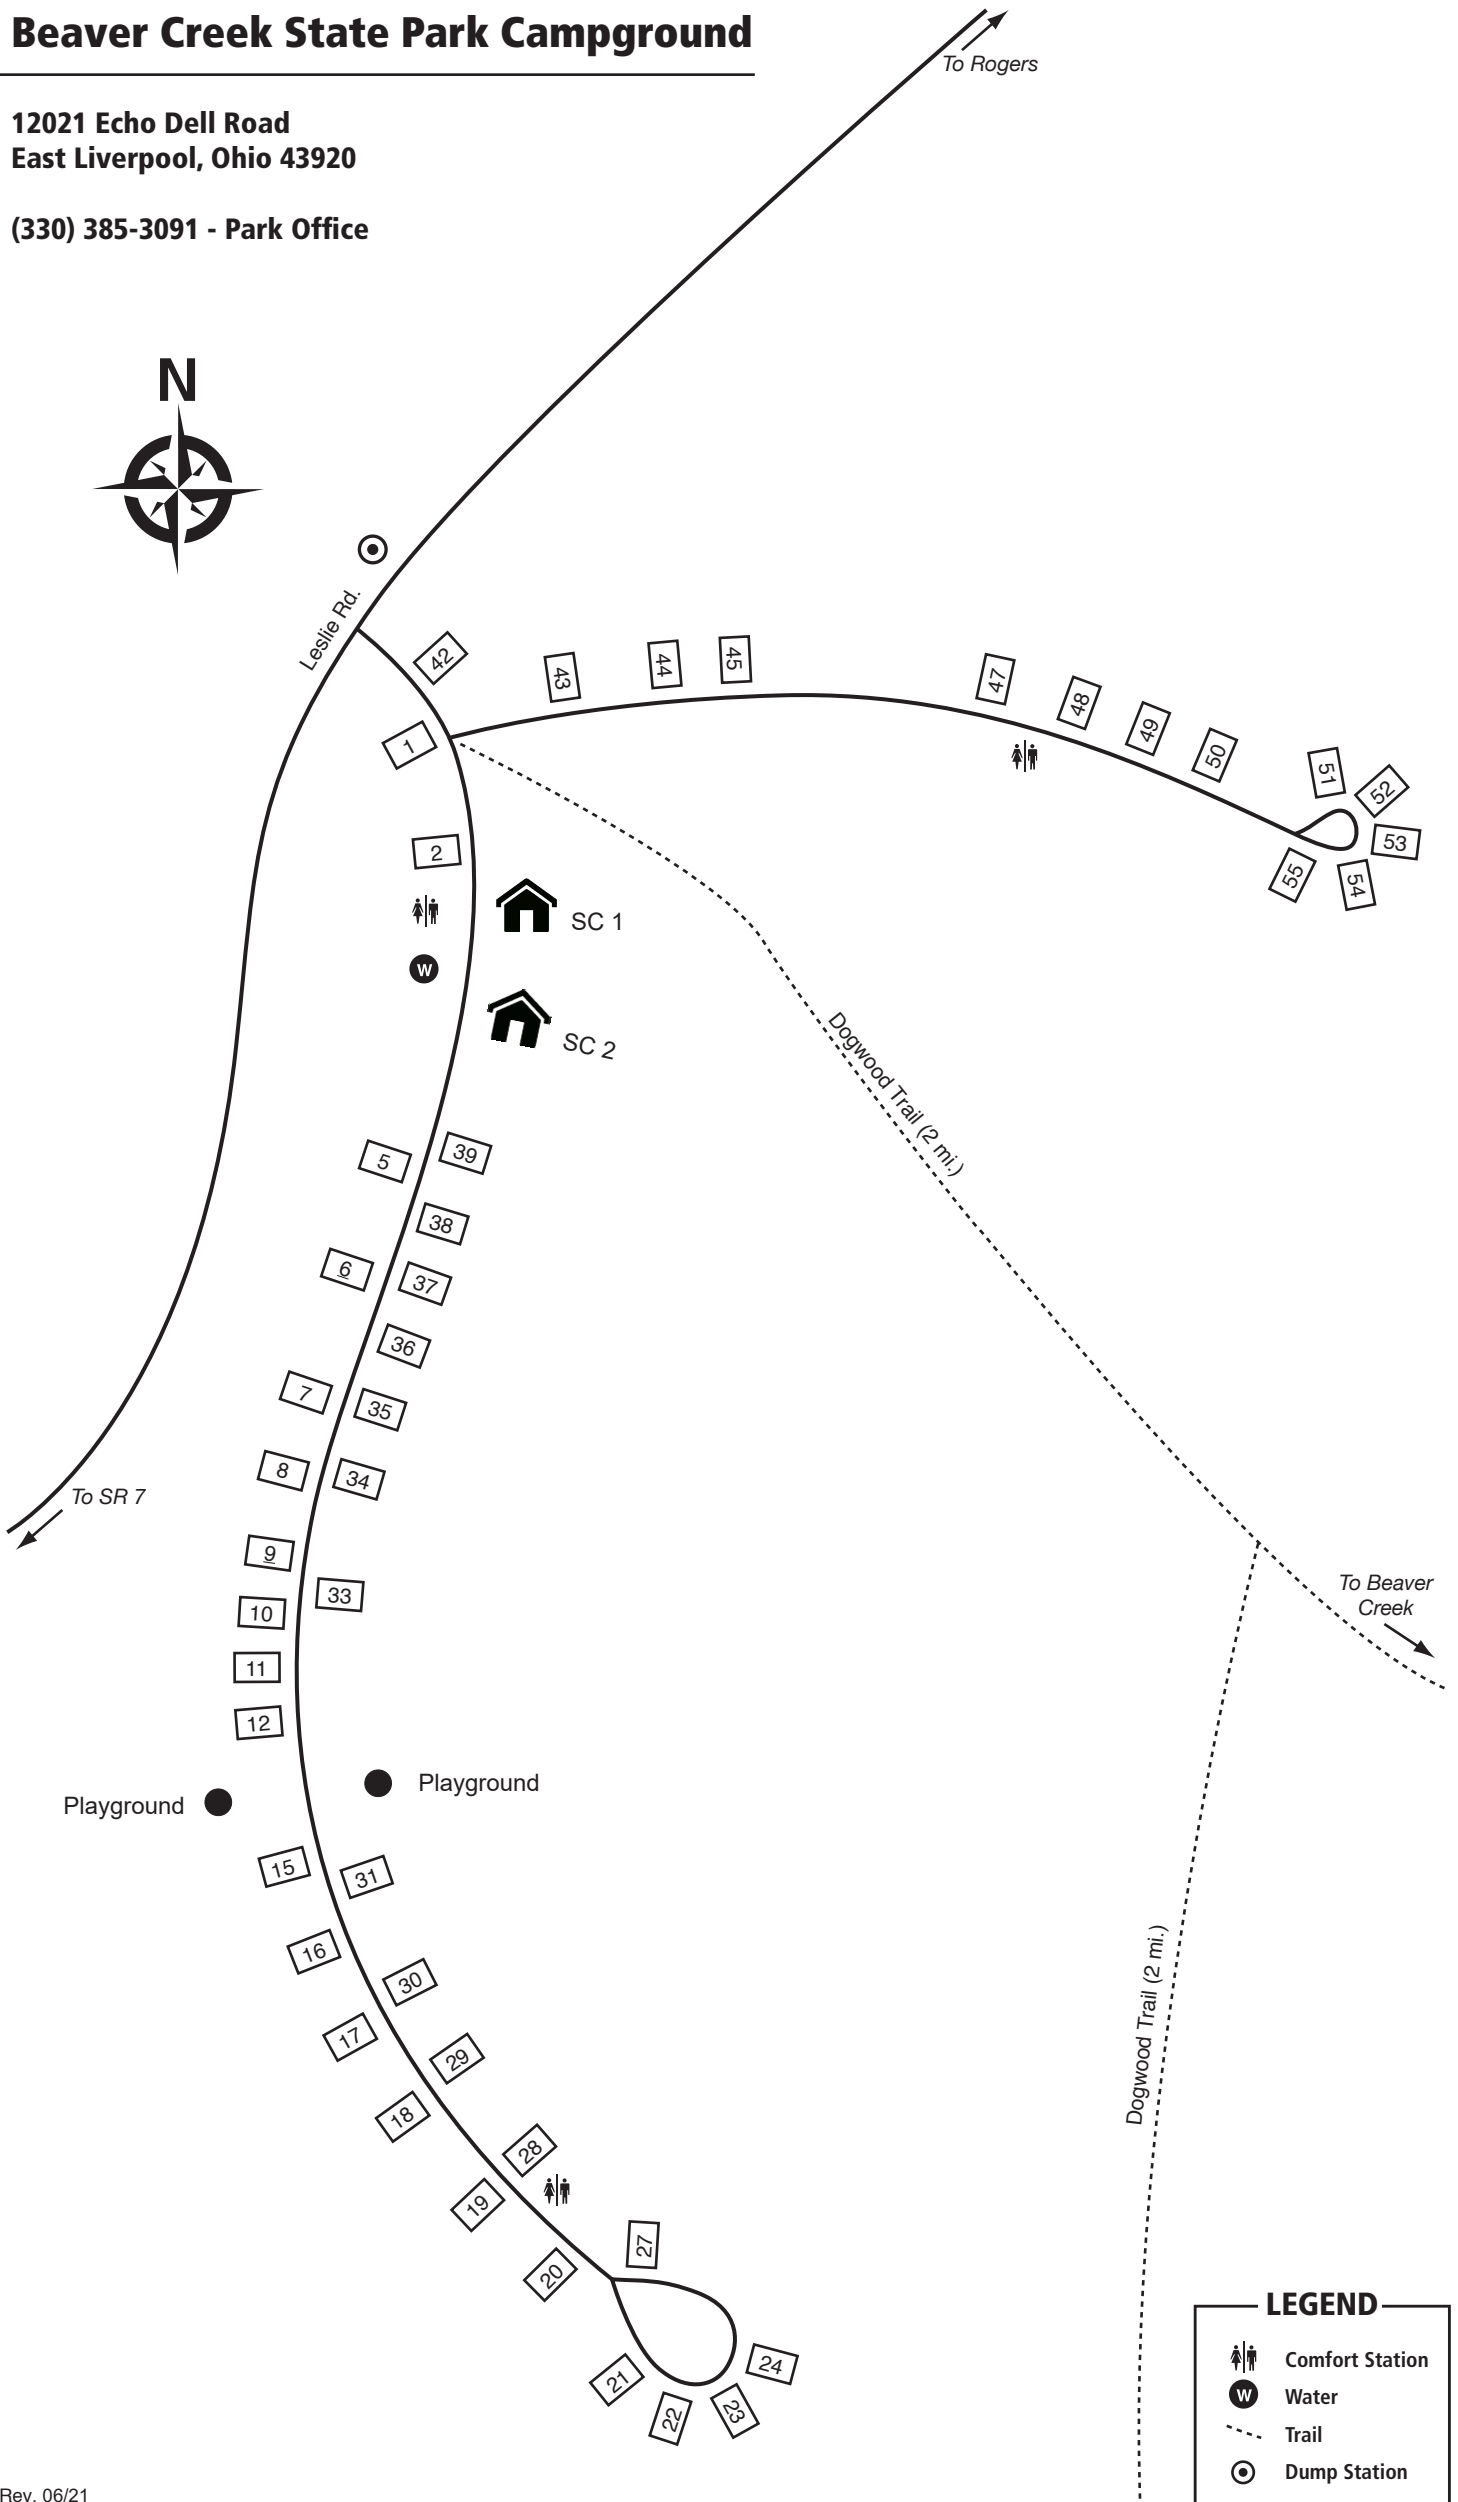 Beaver Creek State Park Campground
12021 Echo Dell Road
East Liverpool, Ohio 43920
(330) 385-3091 - Park Office
To Rogers
N
Leslie Rd.
42
43
44
45
47
48
49
50
51
52
53
54
55
1
2
SC 1
W
SC 2
Dogwood Trail (2 mi.)
5
39
38
6
37
36
7
35
8
34
To SR 7
9
33
10
11
12
To Beaver
Creek
Playground
Playground
15
31
16
30
17
29
18
28
19
27
20
21
22
23
24
Dogwood Trail (2 mi.)
LEGEND
Comfort Station
W Water
Trail
Dump Station
Rev. 06/21